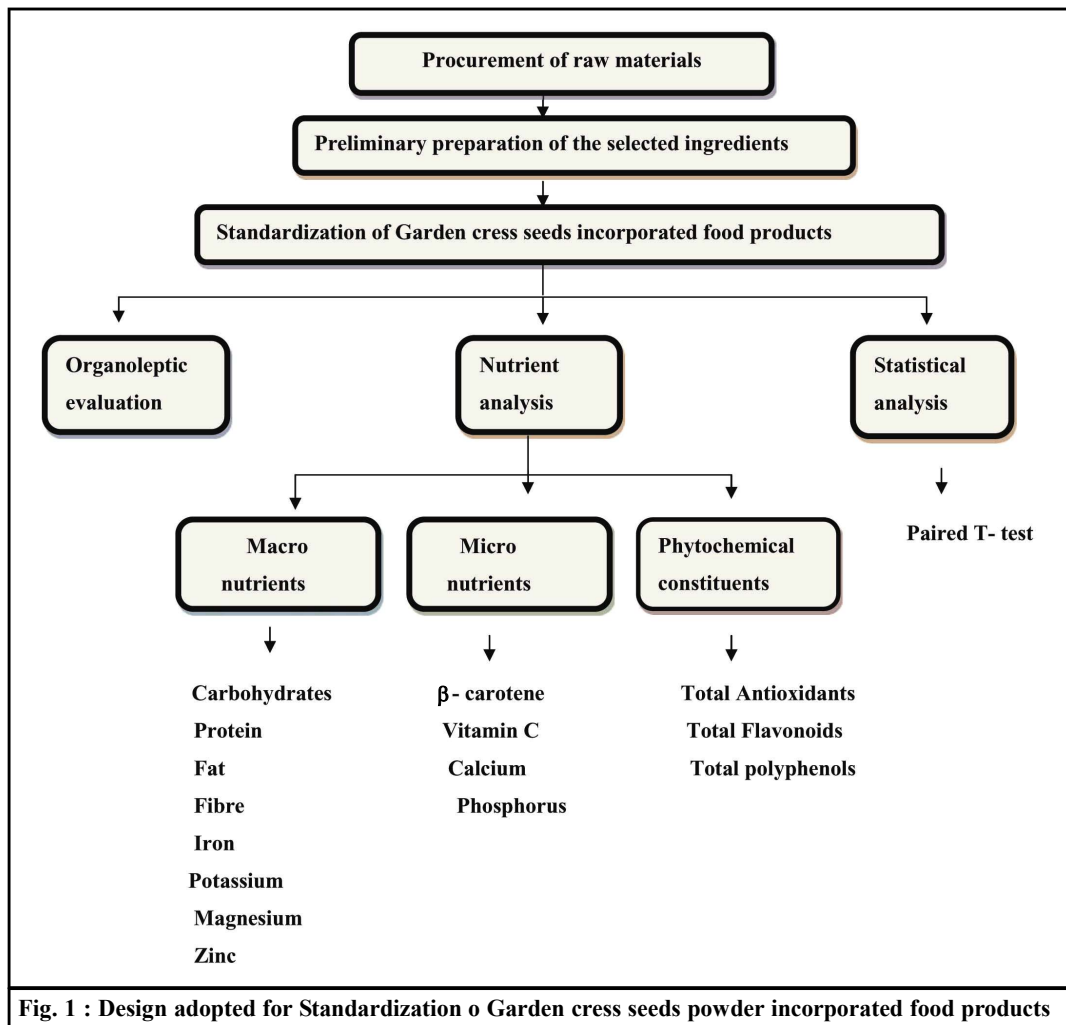 Procurement of raw materials
Preliminary preparation of the selected ingredients
Standardization of Garden cress seeds incorporated food products
Organoleptic
evaluation
Nutrient
analysis
Statistical
analysis
Macro
nutrients
Micro
nutrients
Phytochemical
constituents
Paired T- test
Carbohydrates
Protein
Fat
Fibre
Iron
Potassium
Magnesium
Zinc
β- carotene
Vitamin C
Calcium
Phosphorus
Total Antioxidants
Total Flavonoids
Total polyphenols
Fig. 1 : Design adopted for Standardization o Garden cress seeds powder incorporated food products